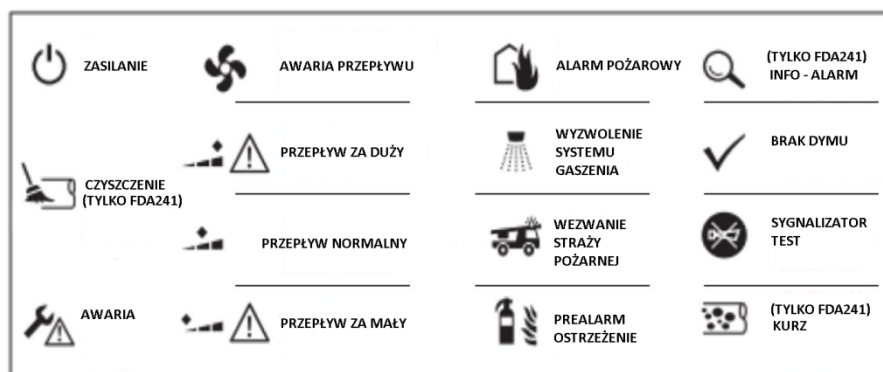 ZASILANIE
CZYSZCZENIE
(TYLKO FDA241)
AWARIA
AWARIA PRZEPŁYWU
PRZEPŁYW ZA DUŻY
PRZEPŁYW NORMALNY
PRZEPŁYW ZA MAŁY
ALARM POŻAROWY
WYZWOLENIE
SYSTEMU
GASZENIA
WEZWANIE
STRAŻY
POŻARNEJ
PREALARM
OSTRZEŻENIE
(TYLKO FDA241)
INFO - ALARM
BRAK DYMU
SYGNALIZATOR
TEST
(TYLKO FDA241)
KURZ